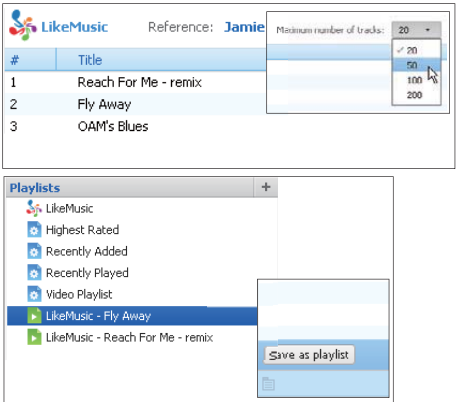 LikeMusic Reference: Jamie
Maximum number of tracks: 20
# Title
✓ 20
50
100
200
1 Reach For Me - remix
2 Fly Away
3 OAM's Blues
Playlists +
LikeMusic
Highest Rated
Recently Added
Recently Played
Video Playlist
LikeMusic - Fly Away
LikeMusic - Reach For Me - remix
Save as playlist